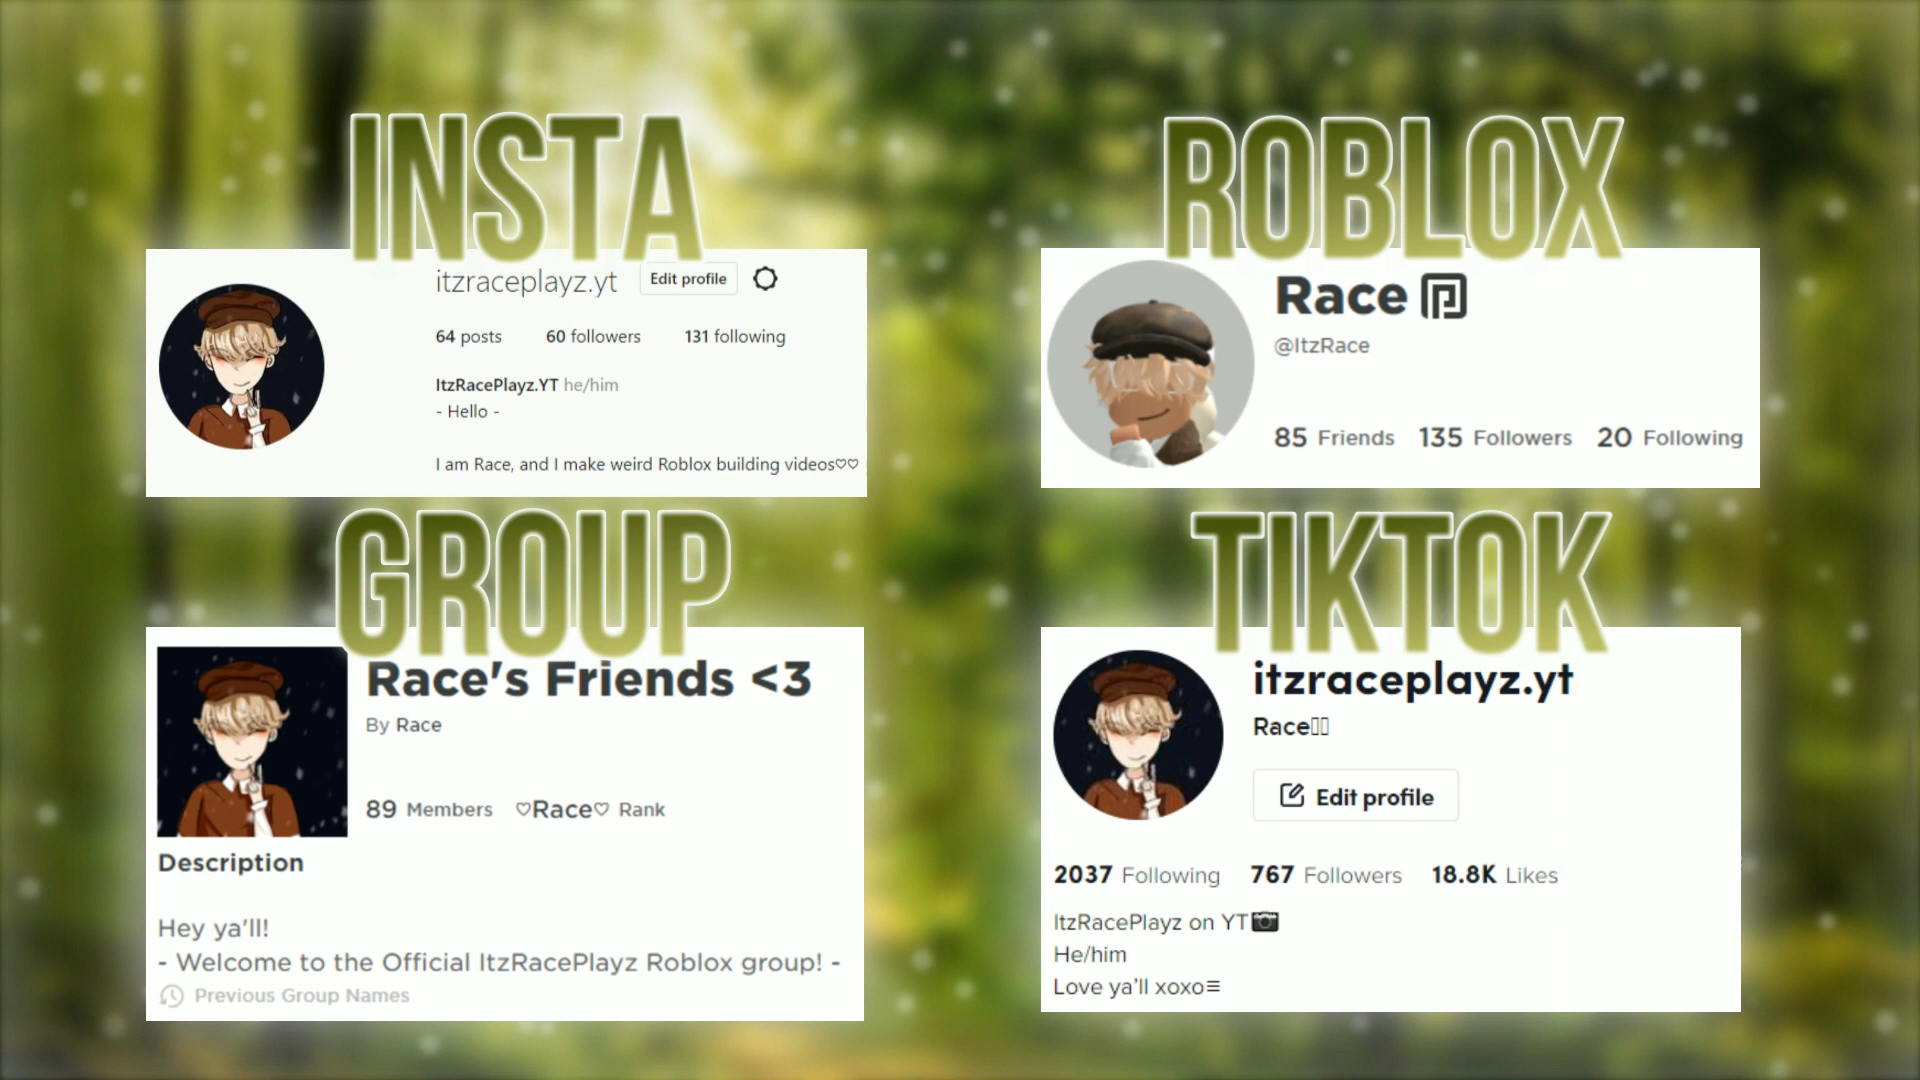 INSTA
itzraceplayz.yt Edit profile
64 posts 60 followers 131 following
ItzRacePlayz.YT he/him
- Hello -
I am Race, and I make weird Roblox building videos♡♡
ROBLOX
Race
@ItzRace
85 Friends 135 Followers 20 Following
GROUP
Race's Friends <3
By Race
89 Members ♡Race♡ Rank
Description
Hey ya'll!
- Welcome to the Official ItzRacePlayz Roblox group! -
Previous Group Names
TIKTOK
itzraceplayz.yt
Race▯▯
Edit profile
2037 Following 767 Followers 18.8K Likes
ItzRacePlayz on YT📷
He/him
Love ya'll xoxo≡